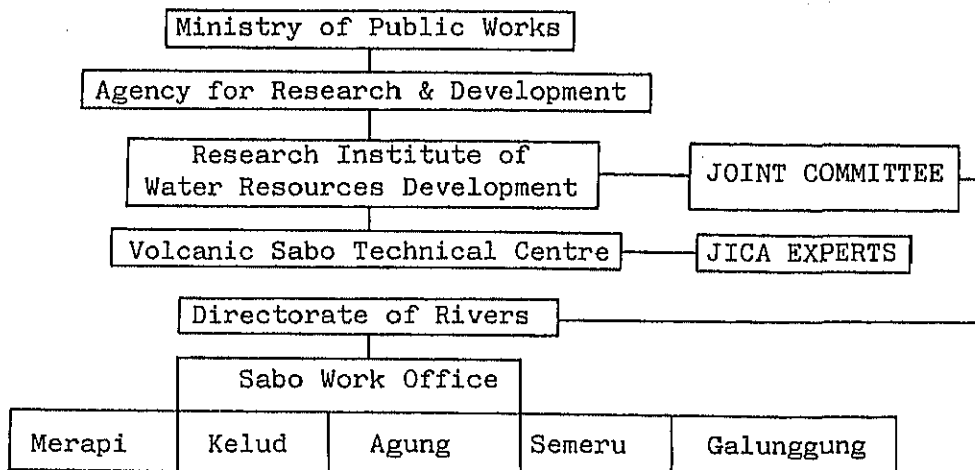 Ministry of Public Works
Agency for Research & Development
Research Institute of
Water Resources Development
JOINT COMMITTEE
Volcanic Sabo Technical Centre
JICA EXPERTS
Directorate of Rivers
Sabo Work Office
Merapi
Kelud
Agung
Semeru
Galunggung